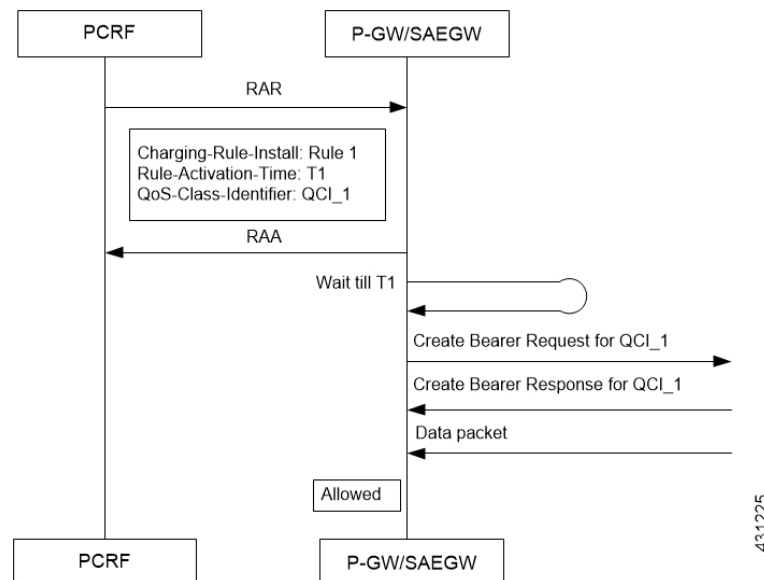 PCRF
P-GW/SAEGW
RAR
Charging-Rule-Install: Rule 1
Rule-Activation-Time: T1
QoS-Class-Identifier: QCI_1
RAA
Wait till T1
Create Bearer Request for QCI_1
Create Bearer Response for QCI_1
Data packet
Allowed
PCRF
P-GW/SAEGW
431225